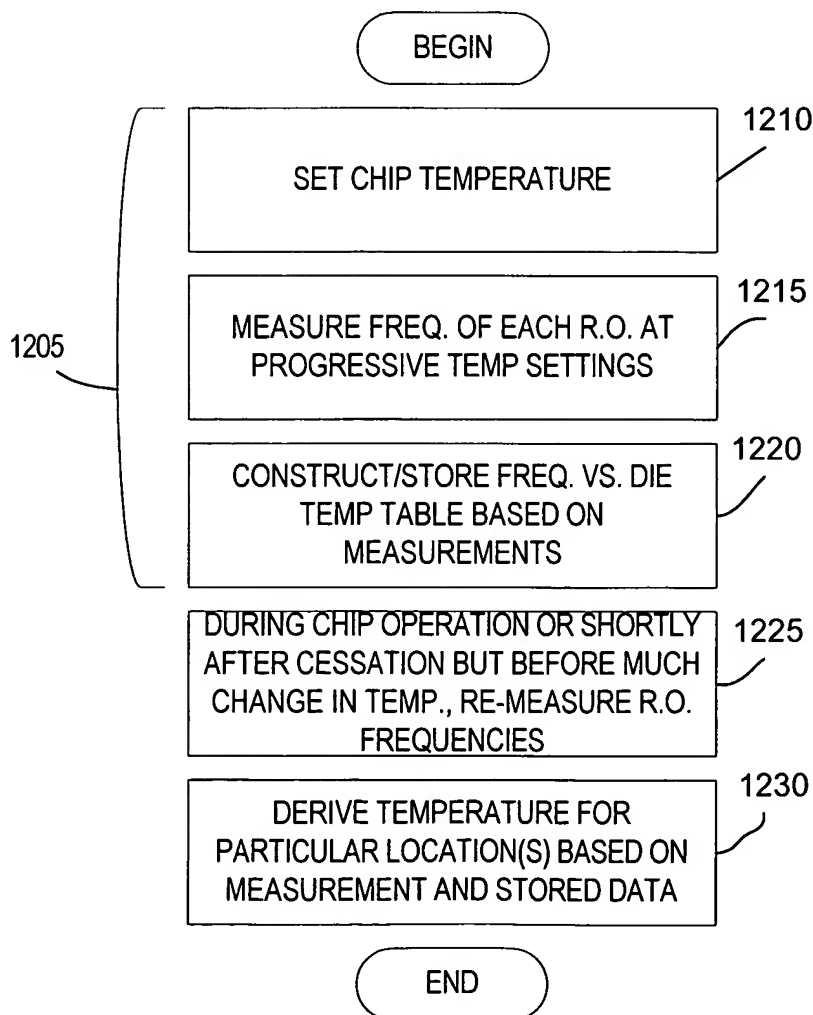 BEGIN
1210
SET CHIP TEMPERATURE
1215
MEASURE FREQ. OF EACH R.O. AT
PROGRESSIVE TEMP SETTINGS
1205
1220
CONSTRUCT/STORE FREQ. VS. DIE
TEMP TABLE BASED ON
MEASUREMENTS
1225
DURING CHIP OPERATION OR SHORTLY
AFTER CESSATION BUT BEFORE MUCH
CHANGE IN TEMP., RE-MEASURE R.O.
FREQUENCIES
1230
DERIVE TEMPERATURE FOR
PARTICULAR LOCATION(S) BASED ON
MEASUREMENT AND STORED DATA
END